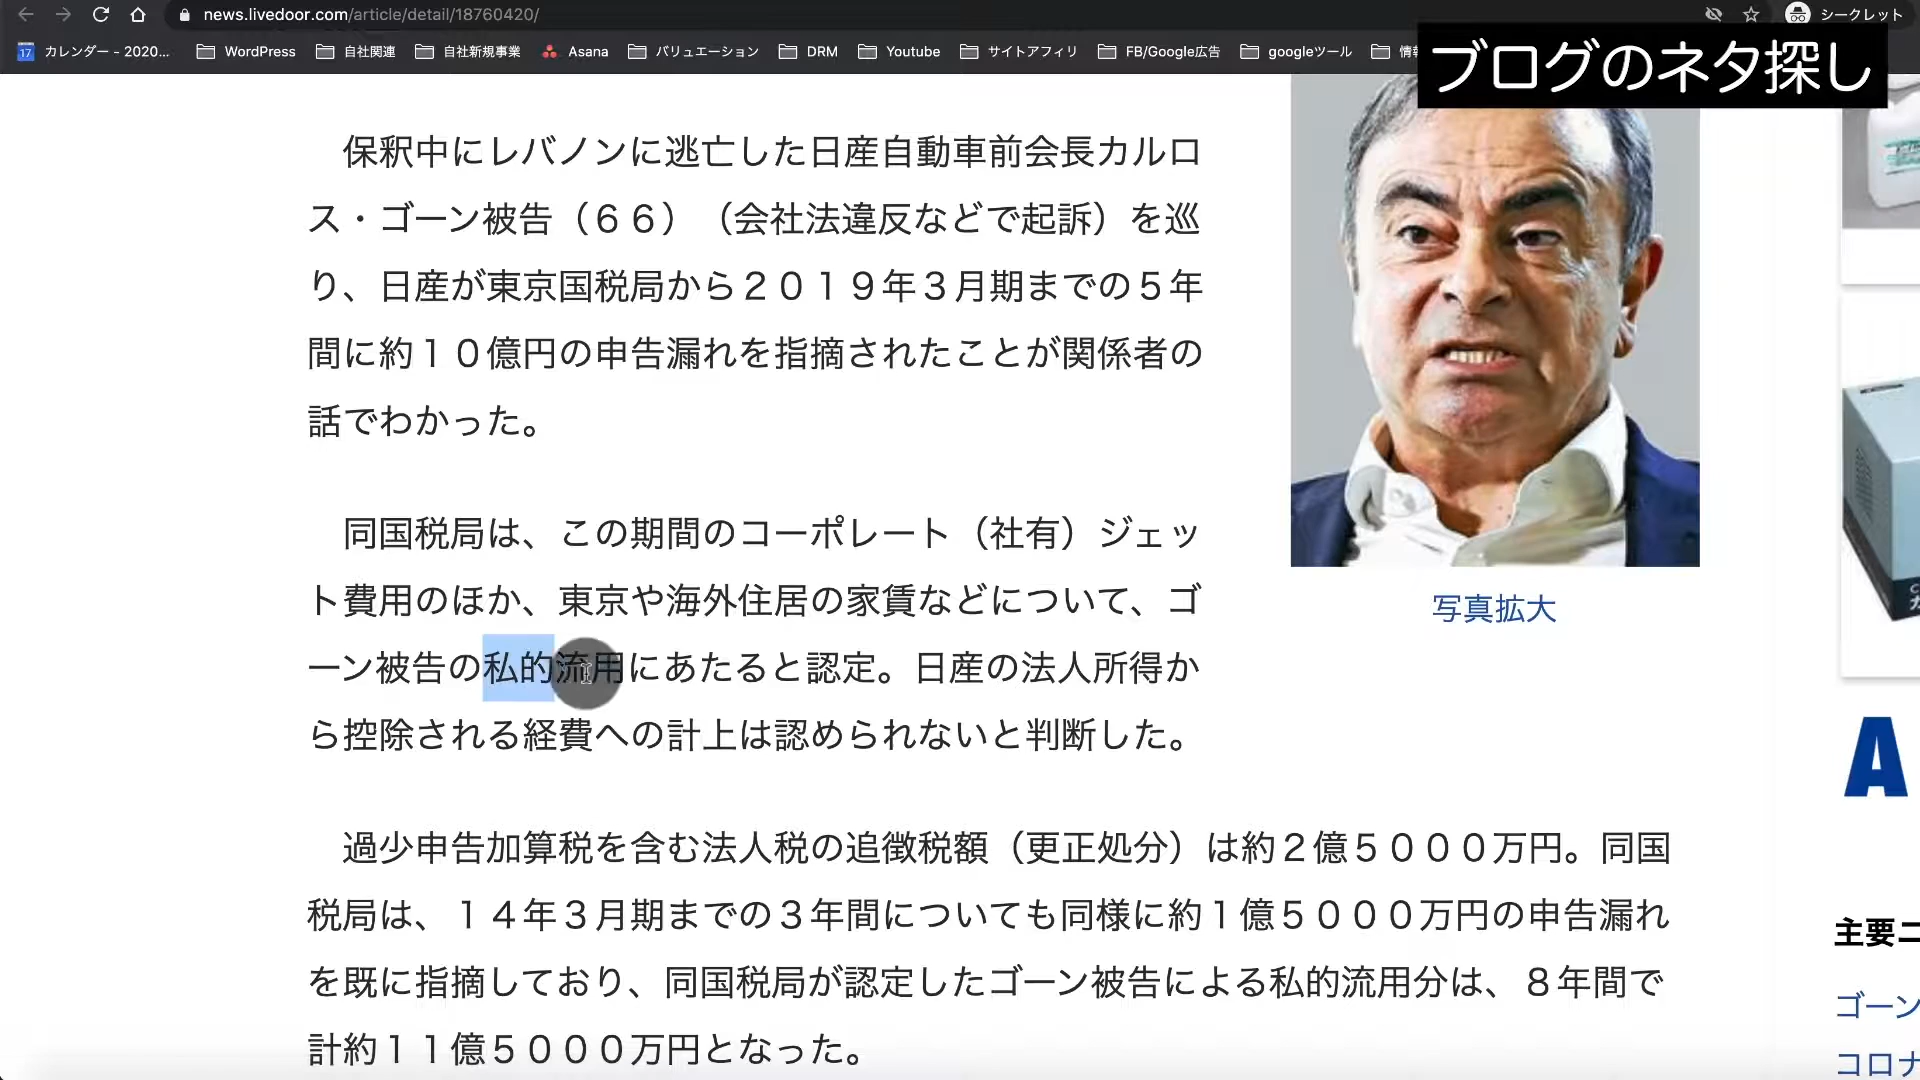 news.livedoor.com/article/detail/18760420/
シークレット
17 カレンダー - 2020... WordPress 自社関連 自社新規事業 Asana バリュエーション DRM Youtube サイトアフィリ FB/Google広告 googleツール
ブログのネタ探し
保釈中にレバノンに逃亡した日産自動車前会長カルロ
ス・ゴーン被告（６６）（会社法違反などで起訴）を巡
り、日産が東京国税局から２０１９年３月期までの５年
間に約１０億円の申告漏れを指摘されたことが関係者の
話でわかった。
同国税局は、この期間のコーポレート（社有）ジェッ
ト費用のほか、東京や海外住居の家賃などについて、ゴ
ーン被告の私的流用にあたると認定。日産の法人所得か
ら控除される経費への計上は認められないと判断した。
写真拡大
過少申告加算税を含む法人税の追徴税額（更正処分）は約２億５０００万円。同国
税局は、１４年３月期までの３年間についても同様に約１億５０００万円の申告漏れ
を既に指摘しており、同国税局が認定したゴーン被告による私的流用分は、８年間で
計約１１億５０００万円となった。
A
主要ニ
ゴーン
コロナ